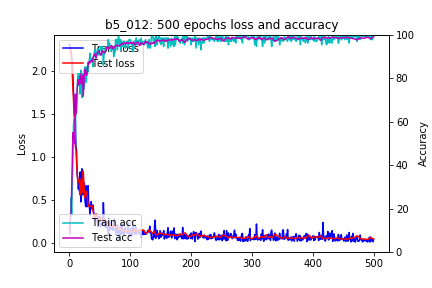 b5_012: 500 epochs loss and accuracy
Train loss
Test loss
Train acc
Test acc
Loss
Accuracy
2.0
1.5
1.0
0.5
0.0
100
80
60
40
20
0
0 100 200 300 400 500